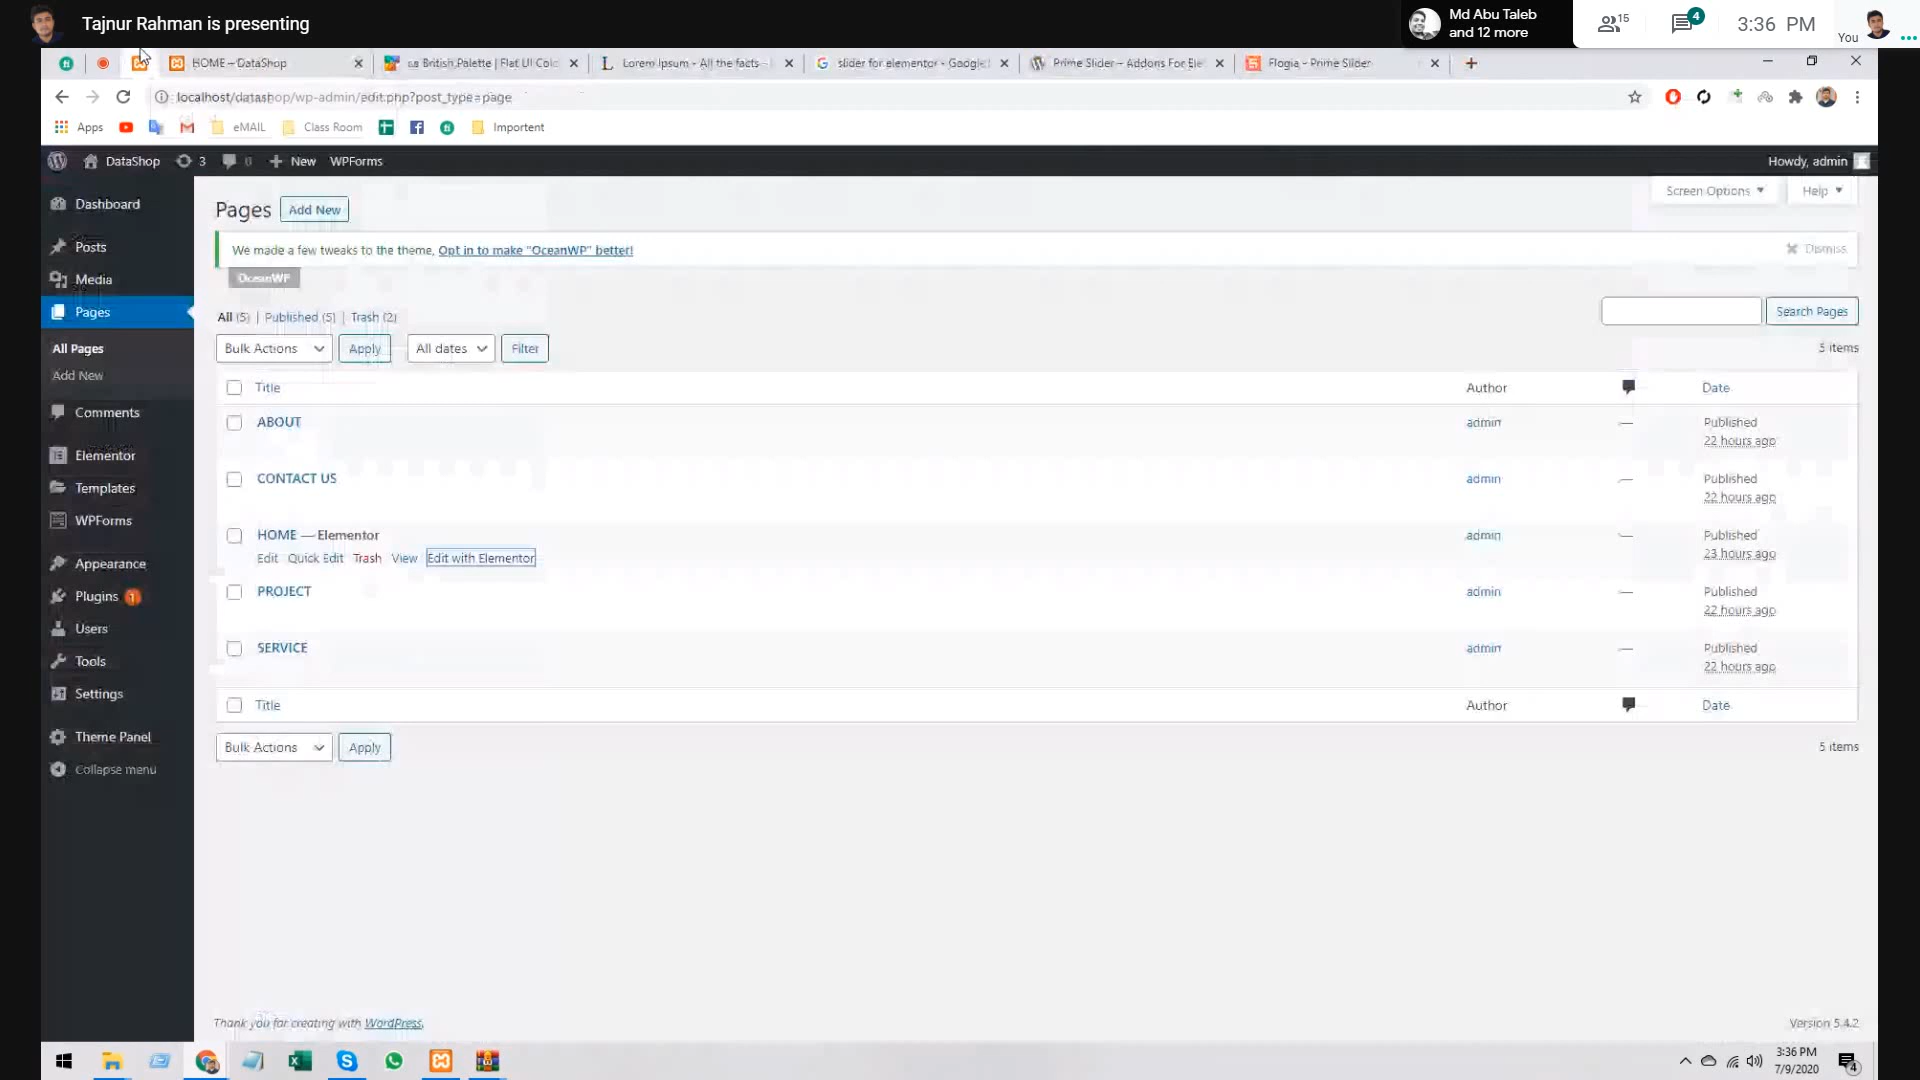 Tajnur Rahman is presenting
Md Abu Taleb
and 12 more
15
4
3:36 PM
You
HOME – DataShop
British Palette | Flat UI Colo
Lorem Ipsum - All the facts -
slider for elementor - Google
Prime Slider – Addons For Ele
Flogia - Prime Slider
localhost/datashop/wp-admin/edit.php?post_type=page
Apps
eMAIL
Class Room
Importent
DataShop
3
0
New
WPForms
Howdy, admin
Dashboard
Posts
Media
Pages
All Pages
Add New
Comments
Elementor
Templates
WPForms
Appearance
Plugins 1
Users
Tools
Settings
Theme Panel
Collapse menu
Screen Options
Help
Pages
Add New
We made a few tweaks to the theme, Opt in to make "OceanWP" better!
Dismiss
OceanWP
All (5) | Published (5) | Trash (2)
Search Pages
Bulk Actions
Apply
All dates
Filter
5 items
Title
Author
Date
ABOUT
admin
—
Published
22 hours ago
CONTACT US
admin
—
Published
22 hours ago
HOME — Elementor
Edit Quick Edit Trash View Edit with Elementor
admin
—
Published
23 hours ago
PROJECT
admin
—
Published
22 hours ago
SERVICE
admin
—
Published
22 hours ago
Title
Author
Date
Bulk Actions
Apply
5 items
Thank you for creating with WordPress.
Version 5.4.2
3:36 PM
7/9/2020
4